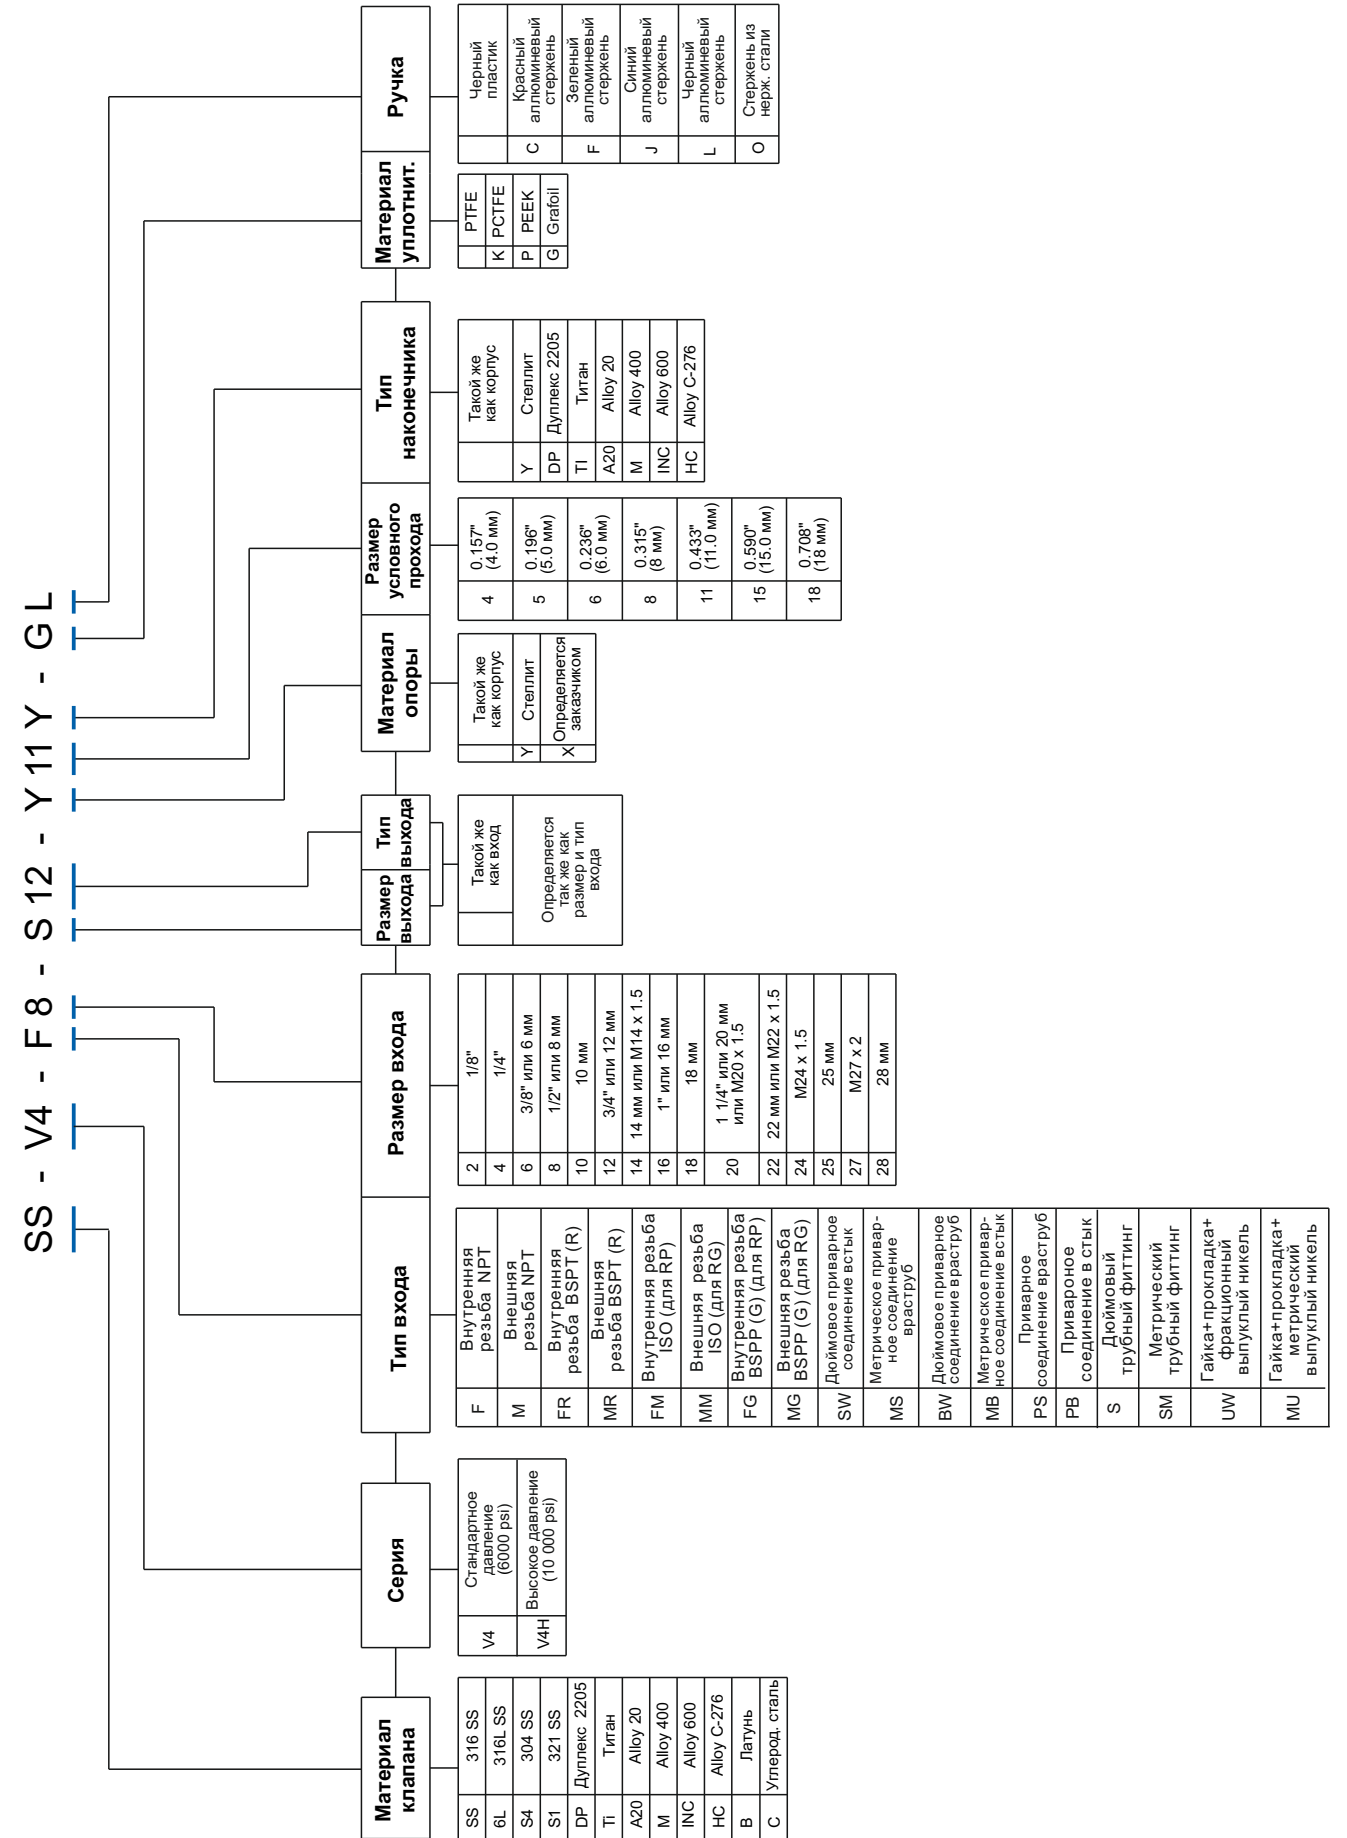 SS - V4 - F 8 - S 12 - Y 11 Y - G L
Материал
клапана
SS 316 SS
6L 316L SS
S4 304 SS
S1 321 SS
DP Дуплекс 2205
Ti Титан
A20 Alloy 20
M Alloy 400
INC Alloy 600
HC Alloy C-276
B Латунь
C Углерод. сталь
Серия
V4 Стандартное
давление
(6000 psi)
V4H Высокое давление
(10 000 psi)
Тип входа
F Внутренняя
резьба NPT
M Внешняя
резьба NPT
FR Внутренняя
резьба BSPT (R)
MR Внешняя
резьба BSPT (R)
FM Внутренняя резьба
ISO (для RP)
MM Внешняя резьба
ISO (для RG)
FG Внутренняя резьба
BSPP (G) (для RP)
MG Внешняя резьба
BSPP (G) (для RG)
SW Дюймовое приварное
соединение встык
MS Метрическое привар-
ное соединение
враструб
BW Дюймовое приварное
соединение враструб
MB Метрическое привар-
ное соединение встык
PS Приварное
соединение враструб
PB Привароное
соединение в стык
S Дюймовый
трубный фиттинг
SM Метрический
трубный фиттинг
UW Гайка+прокладка+
фракционный
выпуклый никель
MU Гайка+прокладка+
метрический
выпуклый никель
Размер входа
2 1/8"
4 1/4"
6 3/8" или 6 мм
8 1/2" или 8 мм
10 10 мм
12 3/4" или 12 мм
14 14 мм или M14 x 1.5
16 1" или 16 мм
18 18 мм
20 1 1/4" или 20 мм
или M20 x 1.5
22 22 мм или M22 x 1.5
24 M24 x 1.5
25 25 мм
27 M27 x 2
28 28 мм
Размер
выхода
Тип
выхода
Такой же
как вход
Определяется
так же как
размер и тип
входа
Материал
опоры
Такой же
как корпус
Y Стеллит
X Определяется
заказчиком
Размер
условного
прохода
4 0.157"
(4.0 мм)
5 0.196"
(5.0 мм)
6 0.236"
(6.0 мм)
8 0.315"
(8 мм)
11 0.433"
(11.0 мм)
15 0.590"
(15.0 мм)
18 0.708"
(18 мм)
Тип
наконечника
Такой же
как корпус
Y Стеллит
DP Дуплекс 2205
TI Титан
A20 Alloy 20
M Alloy 400
INC Alloy 600
HC Alloy C-276
Материал
уплотнит.
PTFE
K PCTFE
P PEEK
G Grafoil
Ручка
Черный
пластик
C Красный
аллюминевый
стержень
F Зеленый
аллюминевый
стержень
J Синий
аллюминевый
стержень
L Черный
аллюминевый
стержень
O Стержень из
нерж. стали